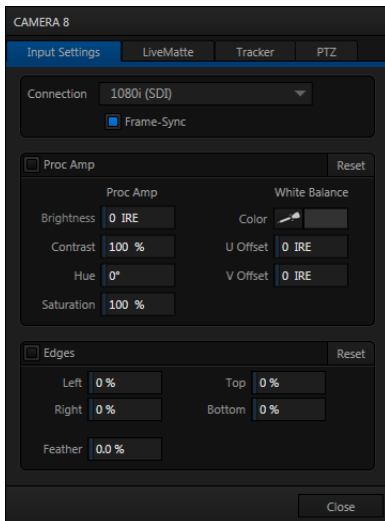 CAMERA 8
Input Settings LiveMatte Tracker PTZ
Connection 1080i (SDI)
Frame-Sync
Proc Amp Reset
Proc Amp White Balance
Brightness 0 IRE Color
Contrast 100 % U Offset 0 IRE
Hue 0° V Offset 0 IRE
Saturation 100 %
Edges Reset
Left 0 % Top 0 %
Right 0 % Bottom 0 %
Feather 0.0 %
Close